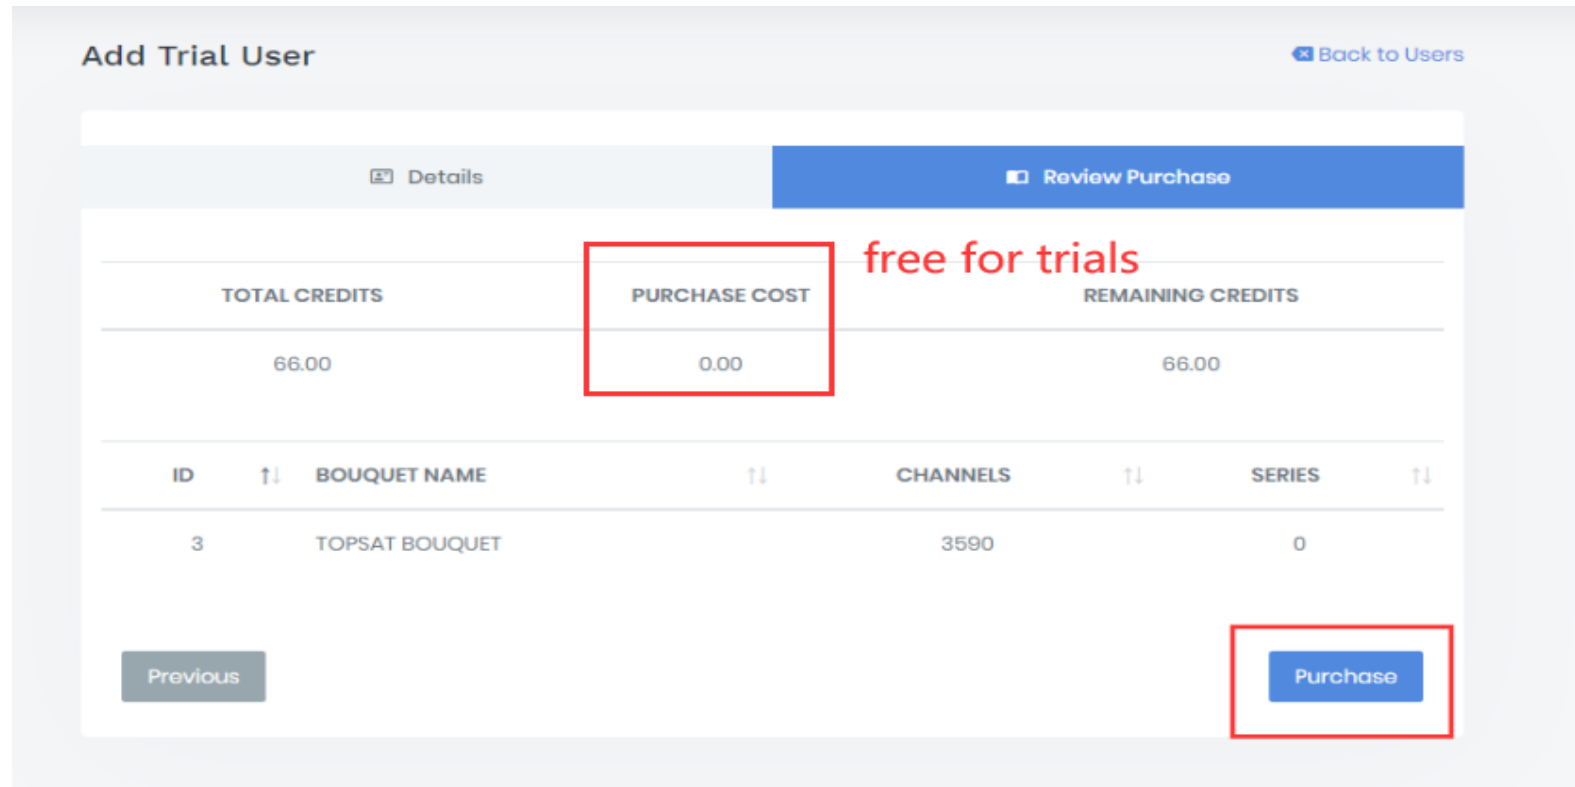 Add Trial User
Back to Users
Details
Review Purchase
free for trials
TOTAL CREDITS PURCHASE COST REMAINING CREDITS
66.00 0.00 66.00
ID BOUQUET NAME CHANNELS SERIES
3 TOPSAT BOUQUET 3590 0
Previous
Purchase